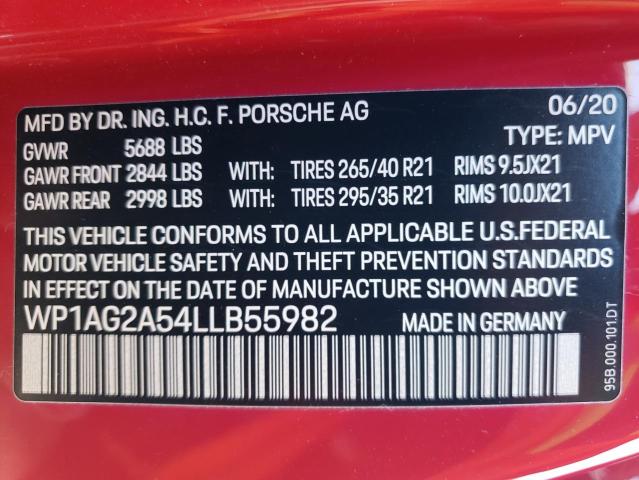 MFD BY DR. ING. H.C. F. PORSCHE AG 06/20
GVWR 5688 LBS TYPE: MPV
GAWR FRONT 2844 LBS WITH: TIRES 265/40 R21 RIMS 9.5JX21
GAWR REAR 2998 LBS WITH: TIRES 295/35 R21 RIMS 10.0JX21
THIS VEHICLE CONFORMS TO ALL APPLICABLE U.S.FEDERAL
MOTOR VEHICLE SAFETY AND THEFT PREVENTION STANDARDS
IN EFFECT ON THE DATE OF MANUFACTURE SHOWN ABOVE
WP1AG2A54LLB55982 MADE IN GERMANY
95B.000.101.DT